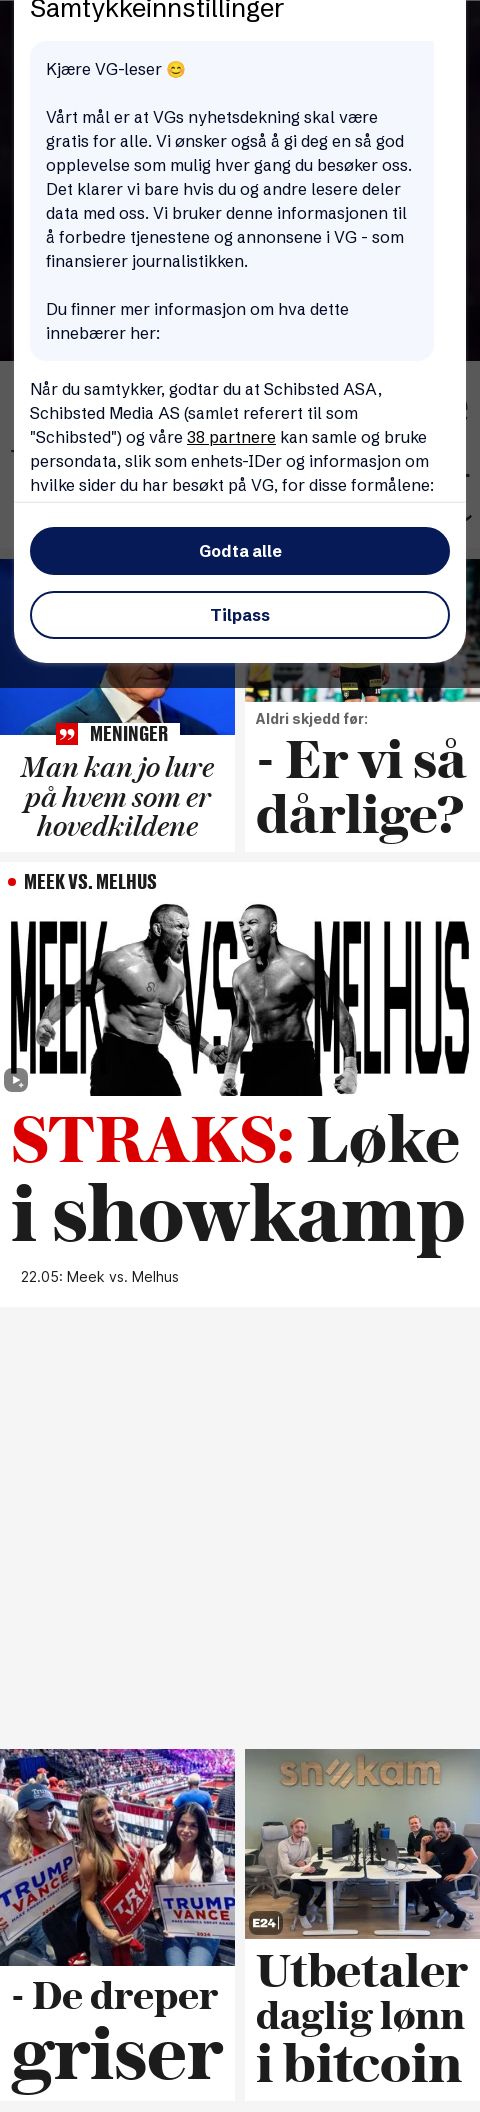 Samtykkeinnstillinger
Kjære VG-leser 😊
Vårt mål er at VGs nyhetsdekning skal være
gratis for alle. Vi ønsker også å gi deg en så god
opplevelse som mulig hver gang du besøker oss.
Det klarer vi bare hvis du og andre lesere deler
data med oss. Vi bruker denne informasjonen til
å forbedre tjenestene og annonsene i VG - som
finansierer journalistikken.
Du finner mer informasjon om hva dette
innebærer her:
Når du samtykker, godtar du at Schibsted ASA,
Schibsted Media AS (samlet referert til som
"Schibsted") og våre 38 partnere kan samle og bruke
persondata, slik som enhets-IDer og informasjon om
hvilke sider du har besøkt på VG, for disse formålene:
Godta alle
Tilpass
MENINGER
Man kan jo lure
på hvem som er
hovedkildene
Aldri skjedd før:
- Er vi så
dårlige?
MEEK VS. MELHUS
MEEK VS MELHUS
STRAKS: Løke
i showkamp
22.05: Meek vs. Melhus
TRUMP
VANCE
TRUMP
VANCE
TRUMP
VANCE
- De dreper
griser
snøkam
E24
Utbetaler
daglig lønn
i bitcoin